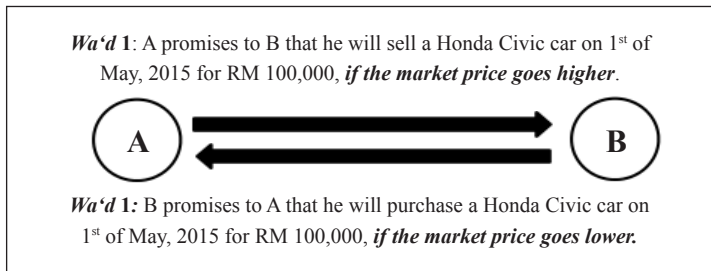 Wa‘d 1: A promises to B that he will sell a Honda Civic car on 1st of
May, 2015 for RM 100,000, if the market price goes higher.
A
B
Wa‘d 1: B promises to A that he will purchase a Honda Civic car on
1st of May, 2015 for RM 100,000, if the market price goes lower.